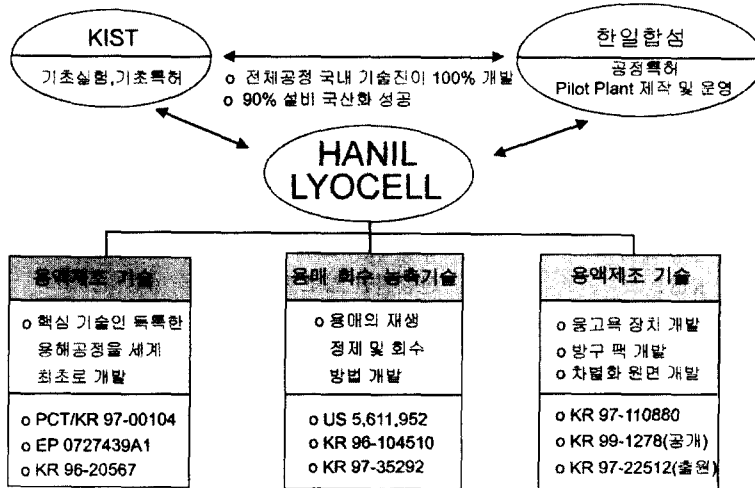 KIST
기초실험,기초특허
한일합섬
공정특허
Pilot Plant 제작 및 운영
o 전체공정 국내 기술진이 100% 개발
o 90% 설비 국산화 성공
HANIL
LYOCELL
용액제조 기술
o 핵심 기술인 독특한
용해공정을 세계
최초로 개발
o PCT/KR 97-00104
o EP 0727439A1
o KR 96-20567
용매 회수 농축기술
o 용매의 재생
정제 및 회수
방법 개발
o US 5,611,952
o KR 96-104510
o KR 97-35292
용액제조 기술
o 응고욕 장치 개발
o 방구 팩 개발
o 차별화 원면 개발
o KR 97-110880
o KR 99-1278(공개)
o KR 97-22512(출원)